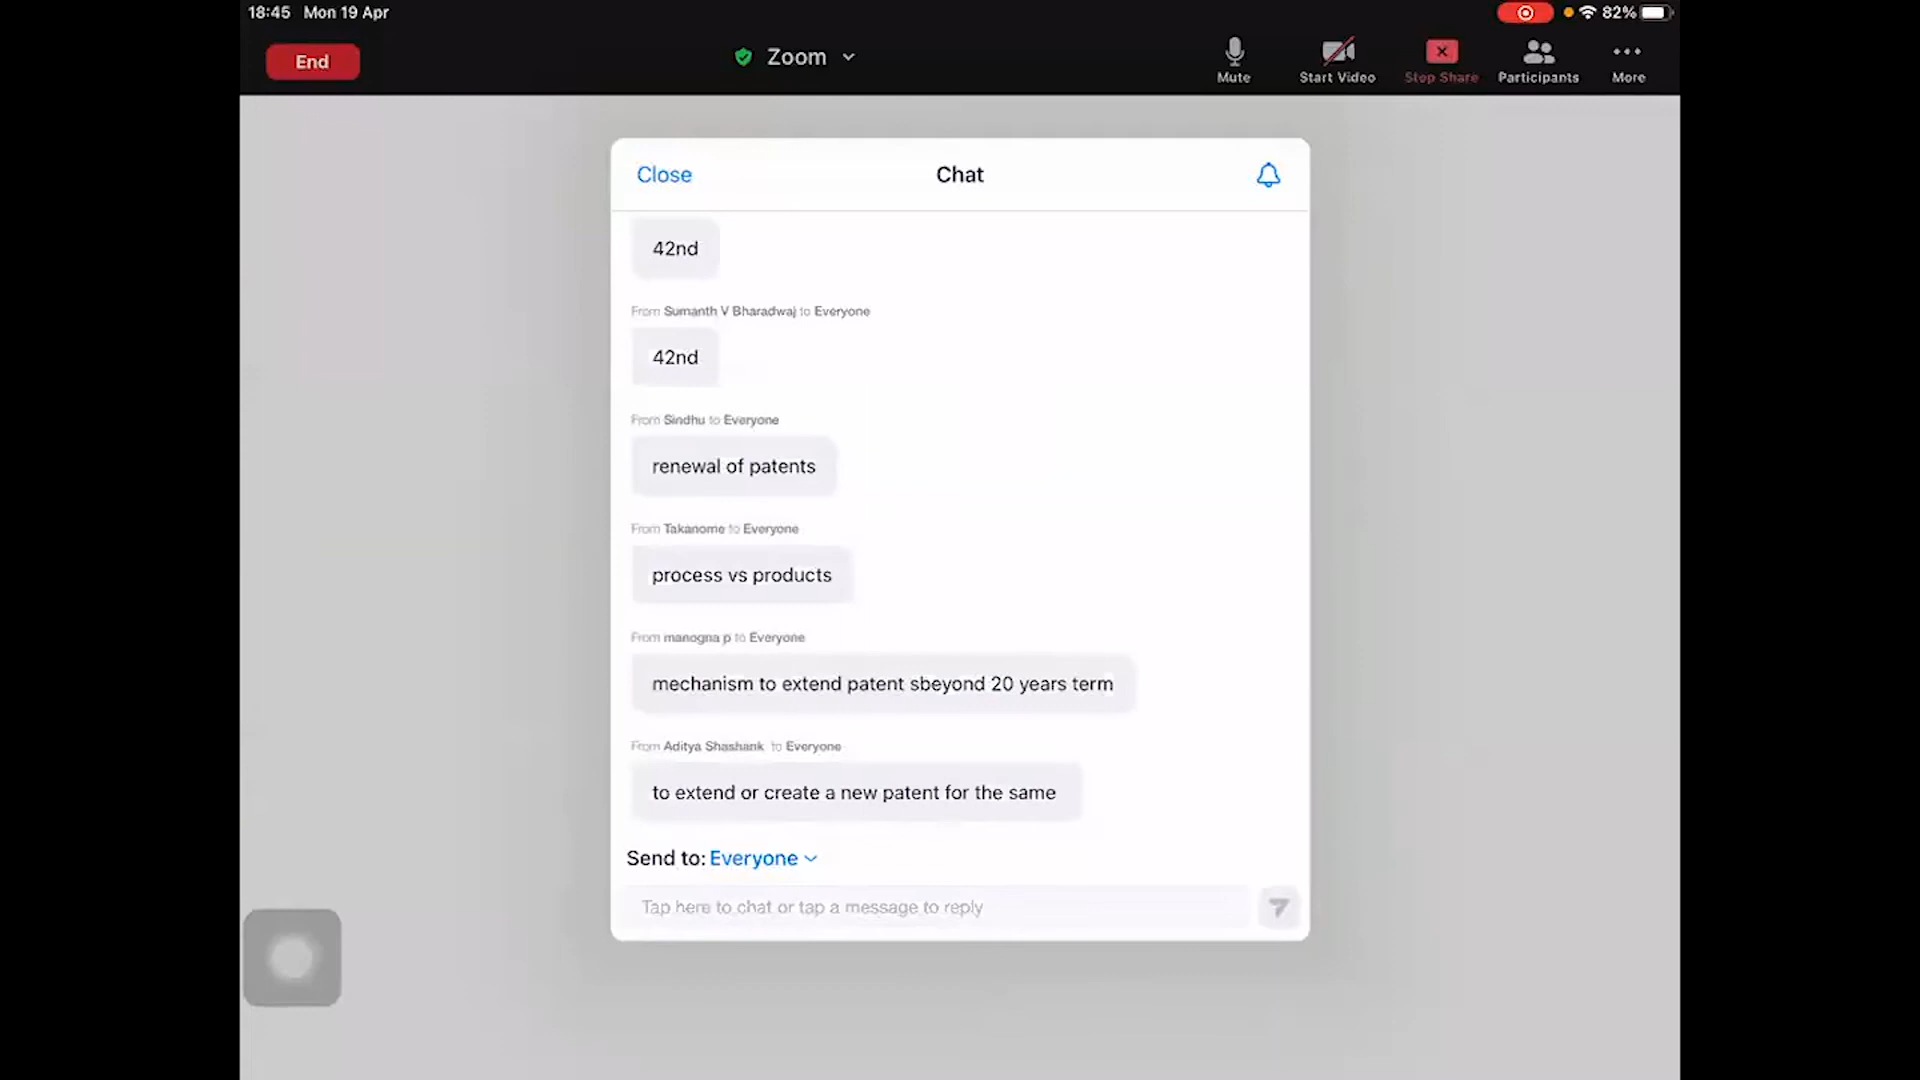 18:45 Mon 19 Apr
82%
End
Zoom
Mute
Start Video
Stop Share
Participants
More
Close
Chat
42nd
From Sumanth V Bharadwaj to Everyone
42nd
From Sindhu to Everyone
renewal of patents
From Takanome to Everyone
process vs products
From manogna p to Everyone
mechanism to extend patent sbeyond 20 years term
From Aditya Shashank to Everyone
to extend or create a new patent for the same
Send to: Everyone
Tap here to chat or tap a message to reply